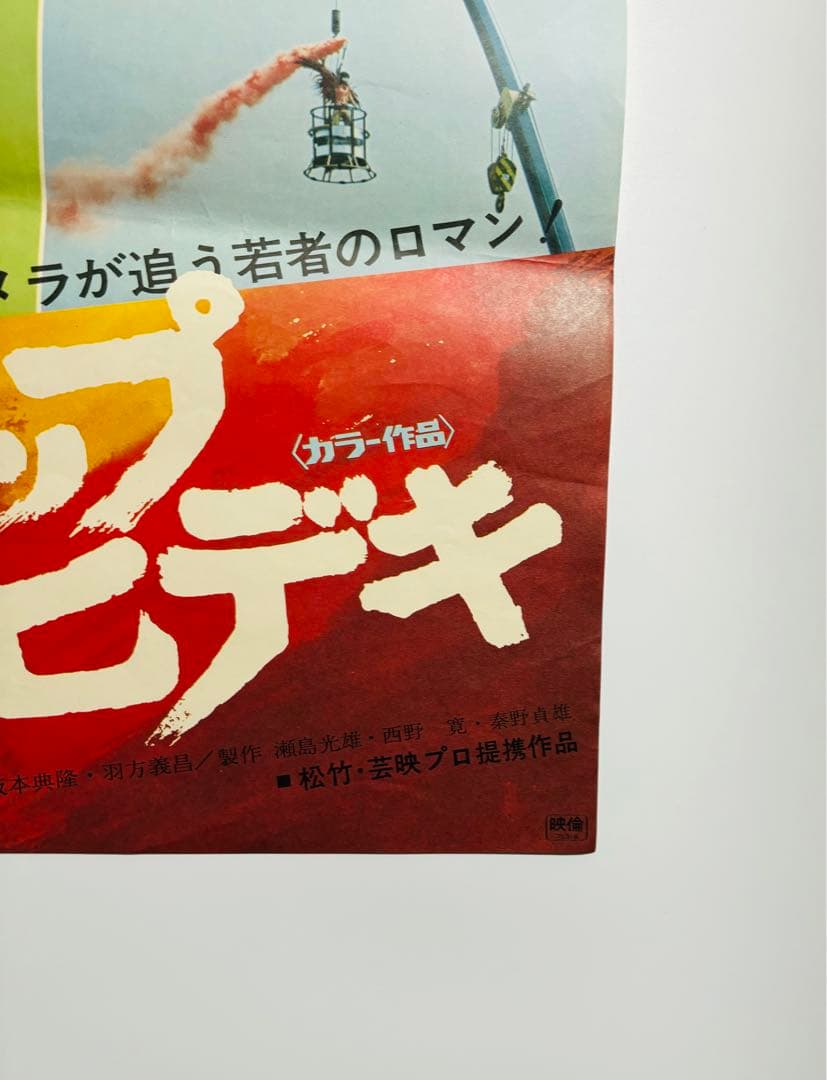 メラが追う若者のロマン!
ップ
〈カラー作品〉
ヒデキ
阪本典隆・羽方義昌/製作 瀬島光雄・西野 寛・秦野貞雄
■松竹・芸映プロ提携作品
映倫